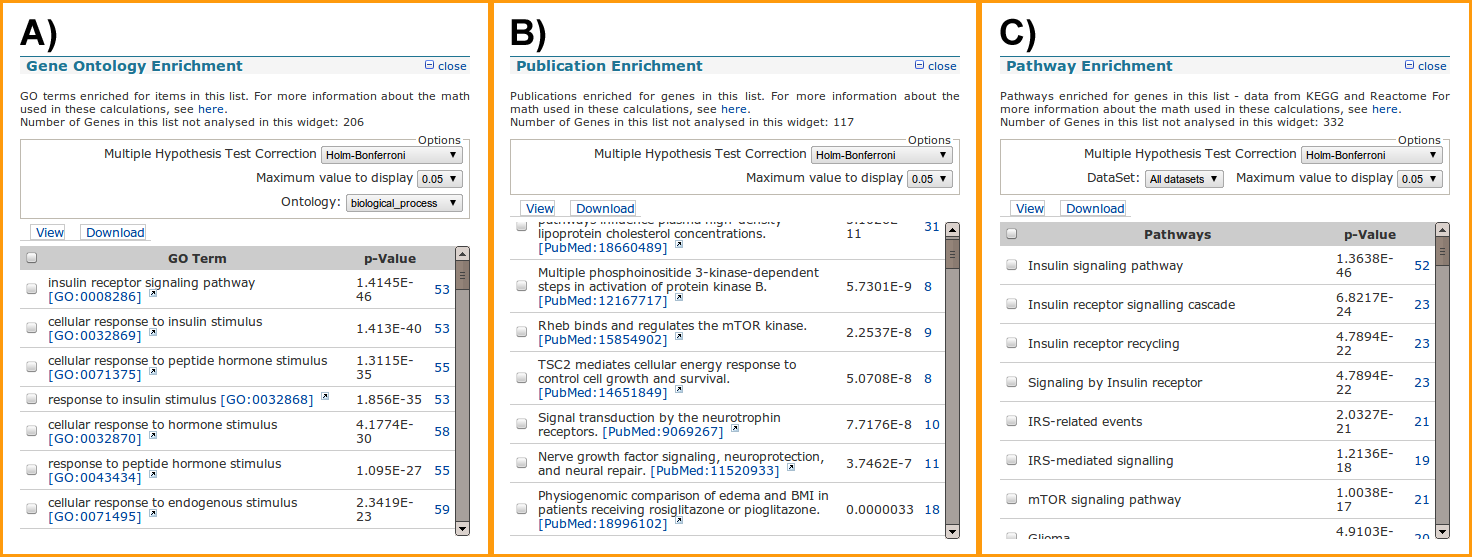 A)
Gene Ontology Enrichment
close
GO terms enriched for items in this list. For more information about the math
used in these calculations, see here.
Number of Genes in this list not analysed in this widget: 206
Options
Multiple Hypothesis Test Correction Holm-Bonferroni
Maximum value to display 0.05
Ontology: biological_process
View Download
GO Term p-Value
insulin receptor signaling pathway
[GO:0008286]
1.4145E-
46
53
cellular response to insulin stimulus
[GO:0032869]
1.413E-40 53
cellular response to peptide hormone stimulus
[GO:0071375]
1.3115E-
35
55
response to insulin stimulus [GO:0032868] 1.856E-35 53
cellular response to hormone stimulus
[GO:0032870]
4.1774E-
30
58
response to peptide hormone stimulus
[GO:0043434]
1.095E-27 55
cellular response to endogenous stimulus
[GO:0071495]
2.3419E-
23
59
B)
Publication Enrichment
close
Publications enriched for genes in this list. For more information about the
math used in these calculations, see here.
Number of Genes in this list not analysed in this widget: 117
Options
Multiple Hypothesis Test Correction Holm-Bonferroni
Maximum value to display 0.05
View Download
pathways influence plasma high-density
lipoprotein cholesterol concentrations.
[PubMed:18660489]
11
31
Multiple phosphoinositide 3-kinase-dependent
steps in activation of protein kinase B.
[PubMed:12167717]
5.7301E-9 8
Rheb binds and regulates the mTOR kinase.
[PubMed:15854902]
2.2537E-8 9
TSC2 mediates cellular energy response to
control cell growth and survival.
[PubMed:14651849]
5.0708E-8 8
Signal transduction by the neurotrophin
receptors. [PubMed:9069267]
7.7176E-8 10
Nerve growth factor signaling, neuroprotection,
and neural repair. [PubMed:11520933]
3.7462E-7 11
Physiogenomic comparison of edema and BMI in
patients receiving rosiglitazone or pioglitazone.
[PubMed:18996102]
0.0000033 18
C)
Pathway Enrichment
close
Pathways enriched for genes in this list - data from KEGG and Reactome For
more information about the math used in these calculations, see here.
Number of Genes in this list not analysed in this widget: 332
Options
Multiple Hypothesis Test Correction Holm-Bonferroni
DataSet: All datasets Maximum value to display 0.05
View Download
Pathways p-Value
Insulin signaling pathway
1.3638E-
46
52
Insulin receptor signalling cascade
6.8217E-
24
23
Insulin receptor recycling
4.7894E-
22
23
Signaling by Insulin receptor
4.7894E-
22
23
IRS-related events
2.0327E-
21
21
IRS-mediated signalling
1.2136E-
18
19
mTOR signaling pathway
1.0038E-
17
21
Glioma
4.9103E-
20